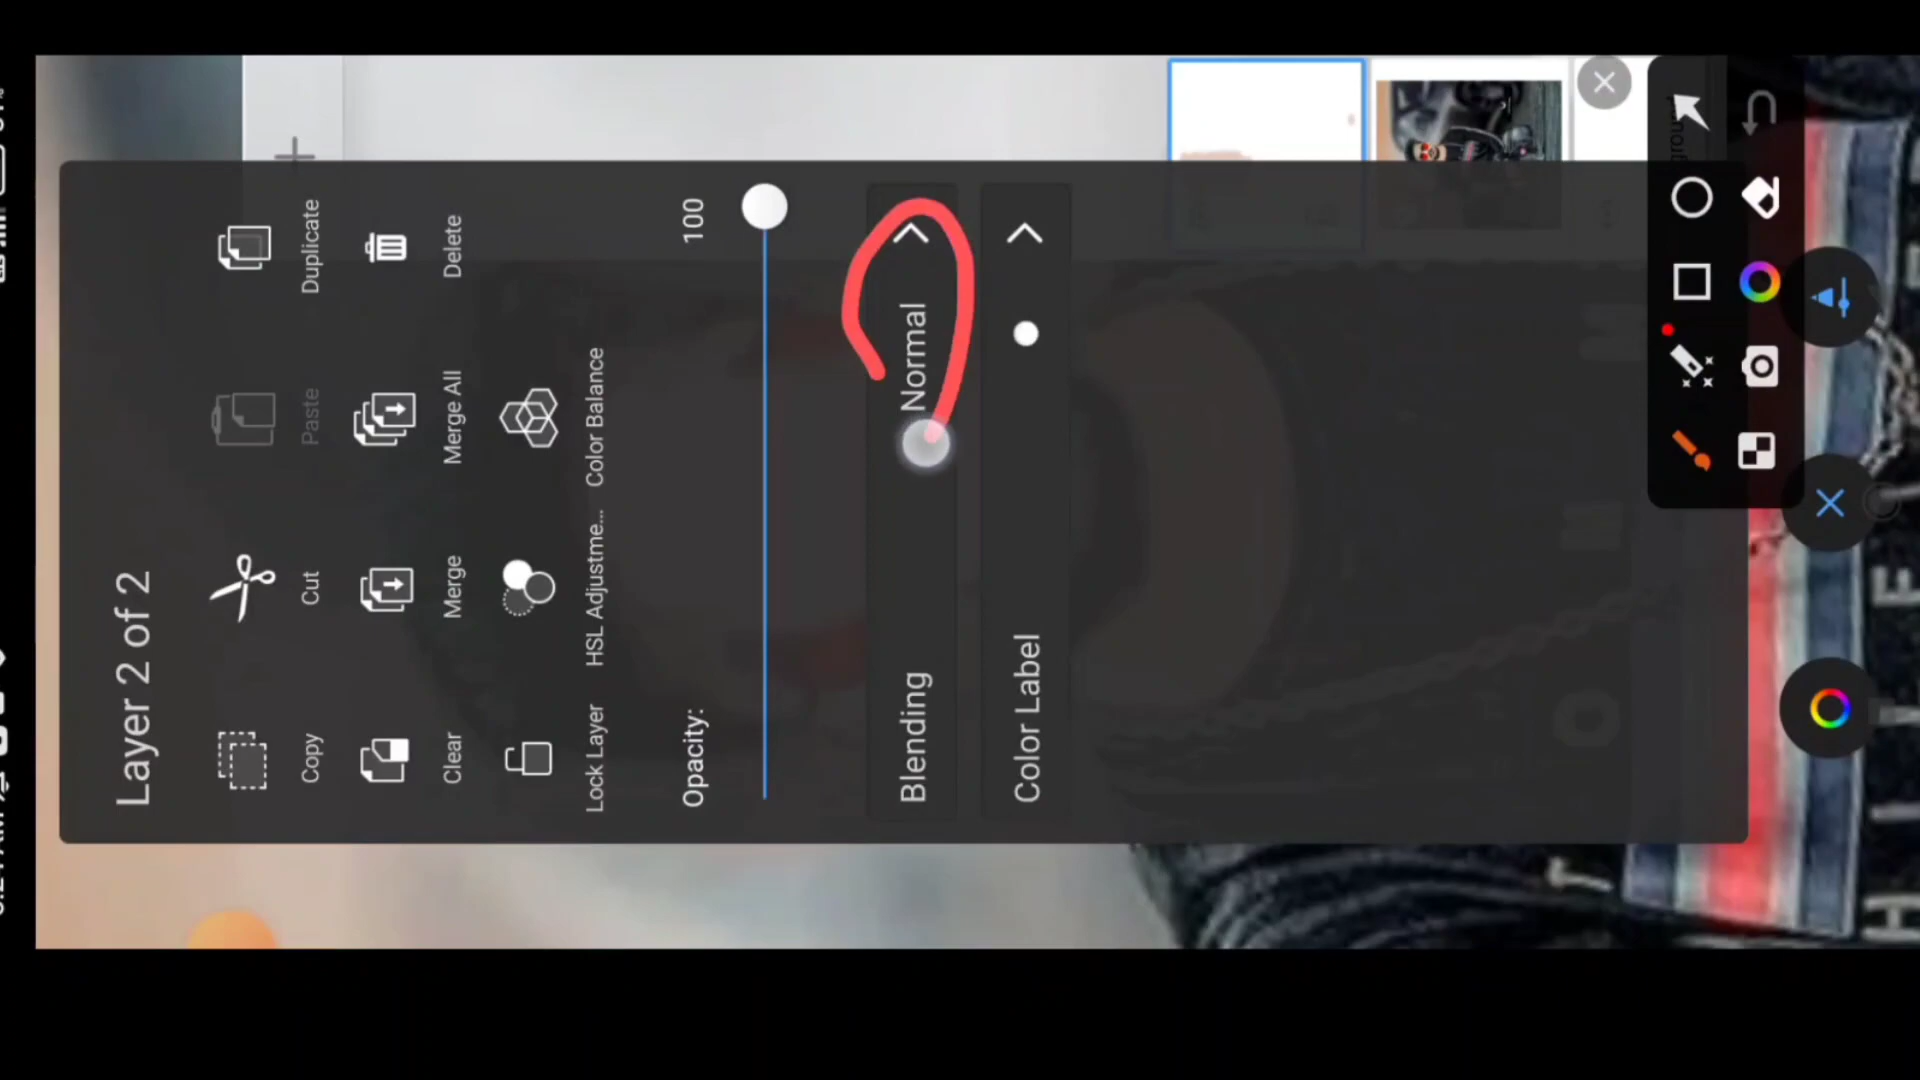 Layer 2 of 2
Copy Cut Paste Duplicate
Clear Merge Merge All Delete
Lock Layer HSL Adjustme... Color Balance
Opacity: 100
Blending Normal
Color Label